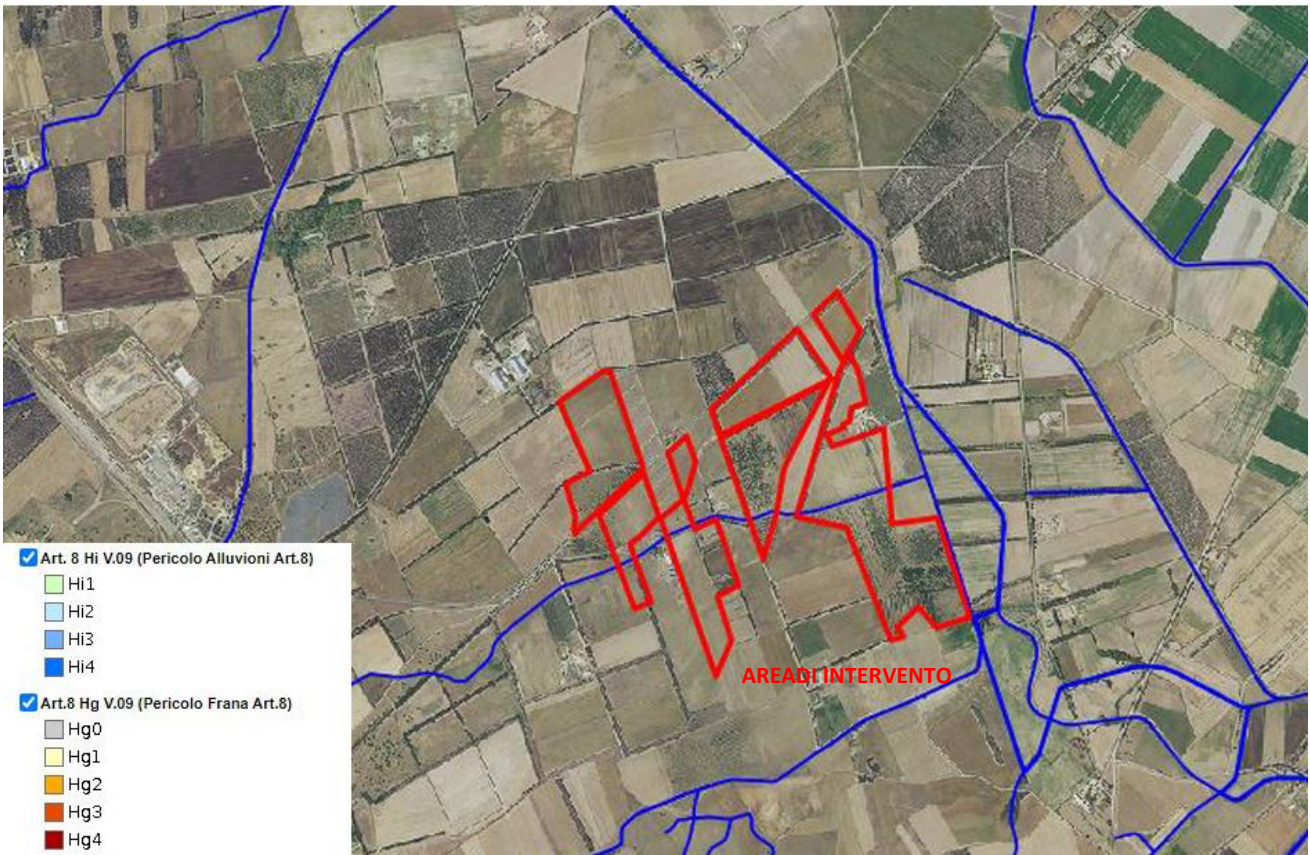 AREADI INTERVENTO
Art. 8 Hi V.09 (Pericolo Alluvioni Art.8)
Hi1
Hi2
Hi3
Hi4
Art.8 Hg V.09 (Pericolo Frana Art.8)
Hg0
Hg1
Hg2
Hg3
Hg4